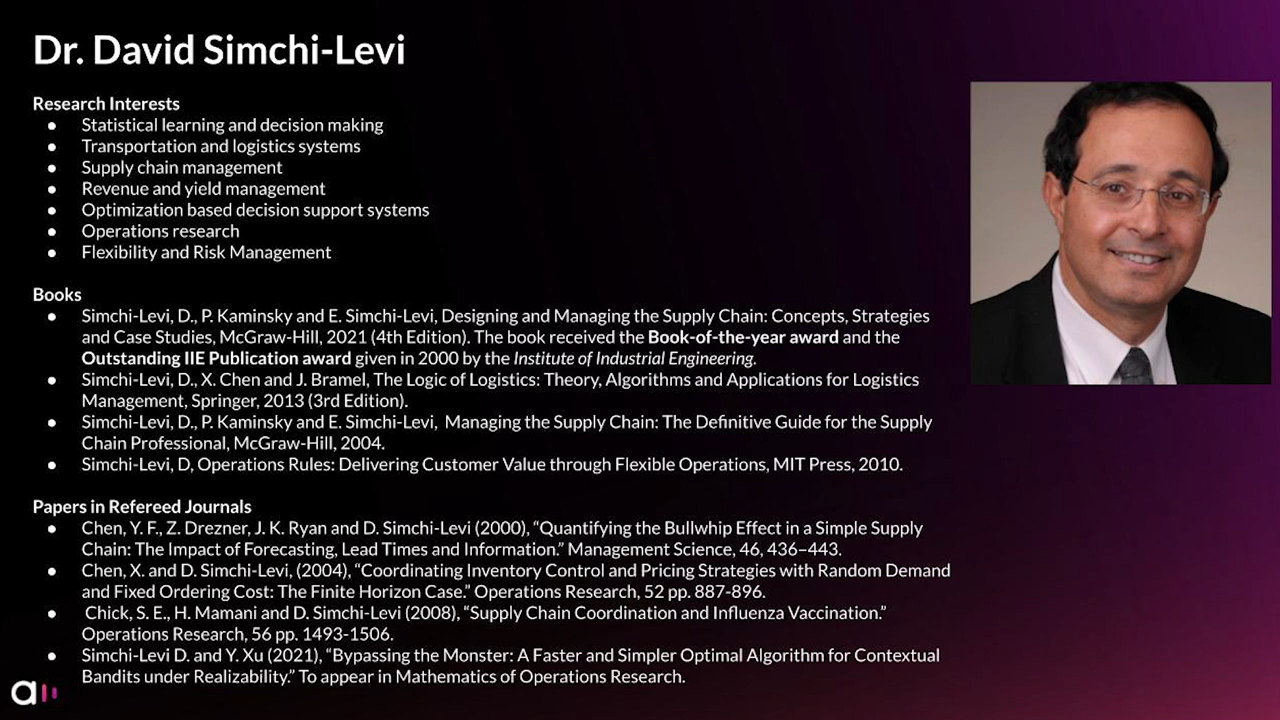 Dr. David Simchi-Levi
Research Interests
● Statistical learning and decision making
● Transportation and logistics systems
● Supply chain management
● Revenue and yield management
● Optimization based decision support systems
● Operations research
● Flexibility and Risk Management
Books
● Simchi-Levi, D., P. Kaminsky and E. Simchi-Levi, Designing and Managing the Supply Chain: Concepts, Strategies
and Case Studies, McGraw-Hill, 2021 (4th Edition). The book received the Book-of-the-year award and the
Outstanding IIE Publication award given in 2000 by the Institute of Industrial Engineering.
● Simchi-Levi, D., X. Chen and J. Bramel, The Logic of Logistics: Theory, Algorithms and Applications for Logistics
Management, Springer, 2013 (3rd Edition).
● Simchi-Levi, D., P. Kaminsky and E. Simchi-Levi, Managing the Supply Chain: The Definitive Guide for the Supply
Chain Professional, McGraw-Hill, 2004.
● Simchi-Levi, D, Operations Rules: Delivering Customer Value through Flexible Operations, MIT Press, 2010.
Papers in Refereed Journals
● Chen, Y. F., Z. Drezner, J. K. Ryan and D. Simchi-Levi (2000), “Quantifying the Bullwhip Effect in a Simple Supply
Chain: The Impact of Forecasting, Lead Times and Information.” Management Science, 46, 436–443.
● Chen, X. and D. Simchi-Levi, (2004), “Coordinating Inventory Control and Pricing Strategies with Random Demand
and Fixed Ordering Cost: The Finite Horizon Case.” Operations Research, 52 pp. 887-896.
● Chick, S. E., H. Mamani and D. Simchi-Levi (2008), “Supply Chain Coordination and Influenza Vaccination.”
Operations Research, 56 pp. 1493-1506.
● Simchi-Levi D. and Y. Xu (2021), “Bypassing the Monster: A Faster and Simpler Optimal Algorithm for Contextual
Bandits under Realizability.” To appear in Mathematics of Operations Research.
a